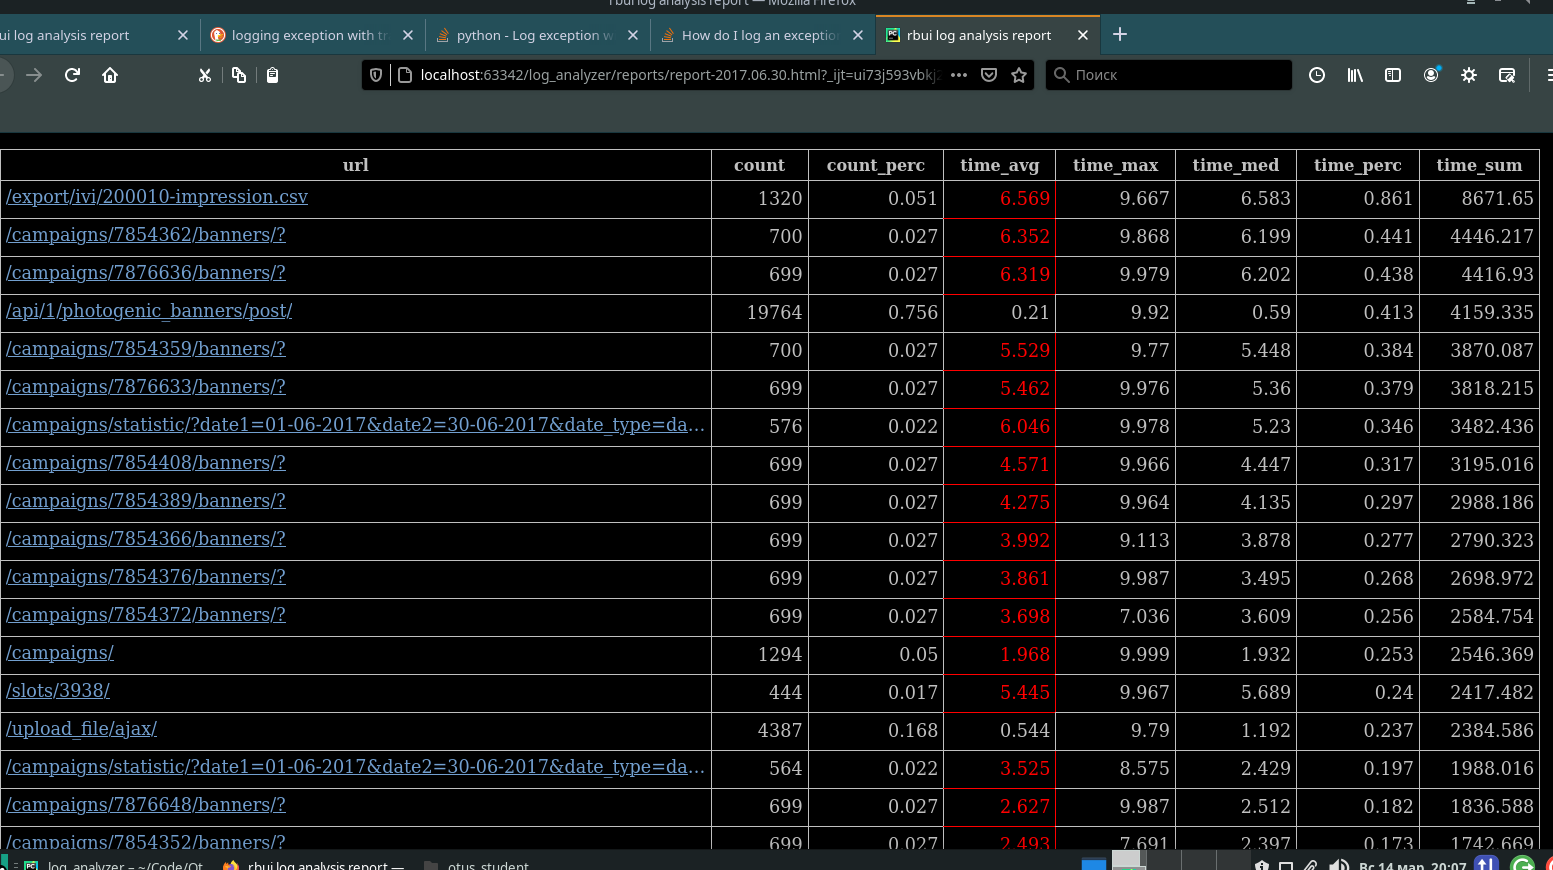 rbui log analysis report — Mozilla Firefox
ui log analysis report logging exception with tr python - Log exception w How do I log an exception rbui log analysis report
localhost:63342/log_analyzer/reports/report-2017.06.30.html?_ijt=ui73j593vbkj Поиск
url count count_perc time_avg time_max time_med time_perc time_sum
/export/ivi/200010-impression.csv 1320 0.051 6.569 9.667 6.583 0.861 8671.65
/campaigns/7854362/banners/? 700 0.027 6.352 9.868 6.199 0.441 4446.217
/campaigns/7876636/banners/? 699 0.027 6.319 9.979 6.202 0.438 4416.93
/api/1/photogenic_banners/post/ 19764 0.756 0.21 9.92 0.59 0.413 4159.335
/campaigns/7854359/banners/? 700 0.027 5.529 9.77 5.448 0.384 3870.087
/campaigns/7876633/banners/? 699 0.027 5.462 9.976 5.36 0.379 3818.215
/campaigns/statistic/?date1=01-06-2017&date2=30-06-2017&date_type=da... 576 0.022 6.046 9.978 5.23 0.346 3482.436
/campaigns/7854408/banners/? 699 0.027 4.571 9.966 4.447 0.317 3195.016
/campaigns/7854389/banners/? 699 0.027 4.275 9.964 4.135 0.297 2988.186
/campaigns/7854366/banners/? 699 0.027 3.992 9.113 3.878 0.277 2790.323
/campaigns/7854376/banners/? 699 0.027 3.861 9.987 3.495 0.268 2698.972
/campaigns/7854372/banners/? 699 0.027 3.698 7.036 3.609 0.256 2584.754
/campaigns/ 1294 0.05 1.968 9.999 1.932 0.253 2546.369
/slots/3938/ 444 0.017 5.445 9.967 5.689 0.24 2417.482
/upload_file/ajax/ 4387 0.168 0.544 9.79 1.192 0.237 2384.586
/campaigns/statistic/?date1=01-06-2017&date2=30-06-2017&date_type=da... 564 0.022 3.525 8.575 2.429 0.197 1988.016
/campaigns/7876648/banners/? 699 0.027 2.627 9.987 2.512 0.182 1836.588
/campaigns/7854352/banners/? 699 0.027 2.493 7.691 2.397 0.173 1742.669
log_analyzer – ~/Code/Ot rbui log analysis report — otus_student Вс 14 мар, 20:07